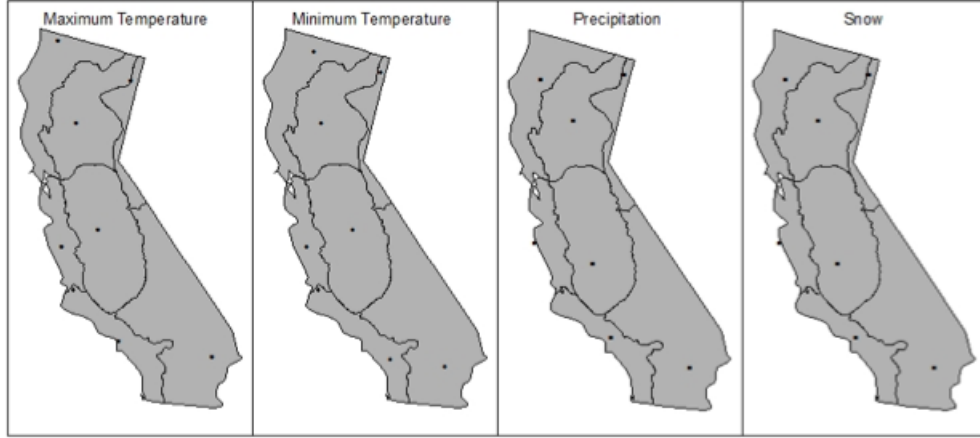 Maximum Temperature
Minimum Temperature
Precipitation
Snow